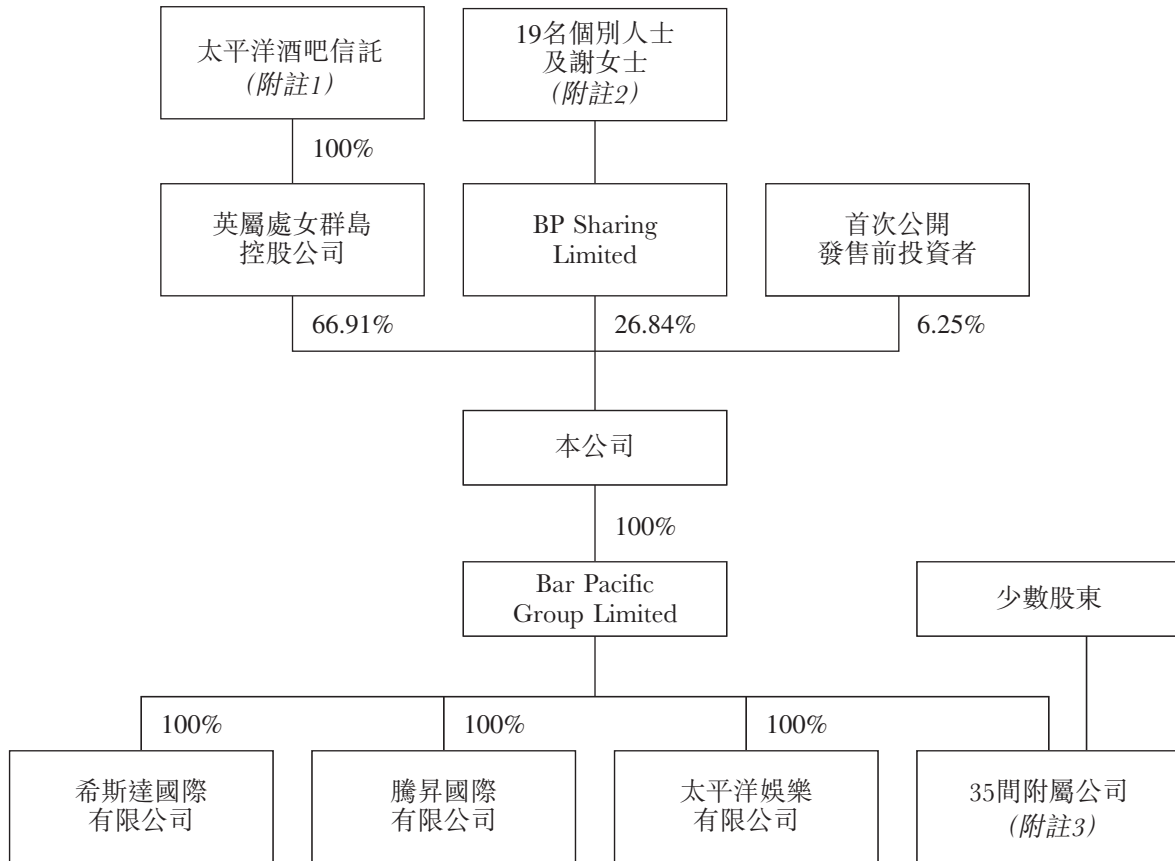 太平洋酒吧信託
(附註1)
19名個別人士
及謝女士
(附註2)
100%
英屬處女群島
控股公司
BP Sharing
Limited
首次公開
發售前投資者
66.91%
26.84%
6.25%
本公司
100%
Bar Pacific
Group Limited
少數股東
100%
100%
100%
希斯達國際
有限公司
騰昇國際
有限公司
太平洋娛樂
有限公司
35間附屬公司
(附註3)